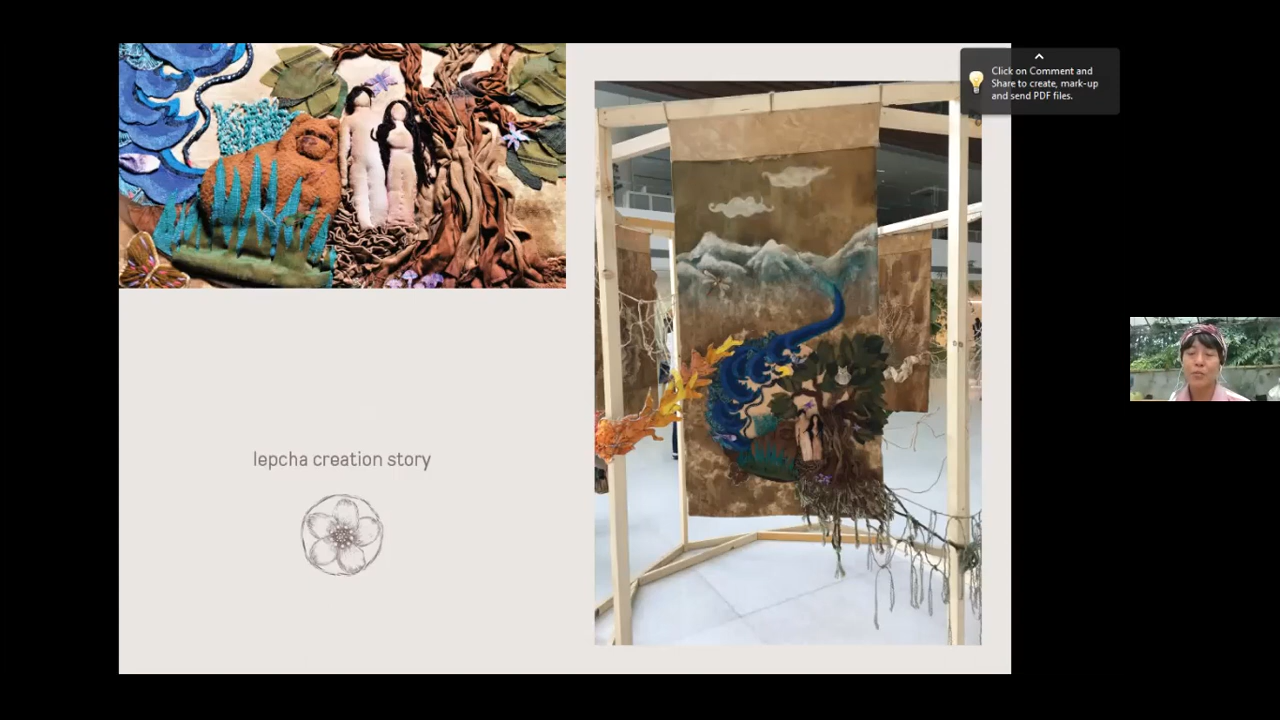 Click on Comment and
Share to create, mark-up
and send PDF files.
lepcha creation story